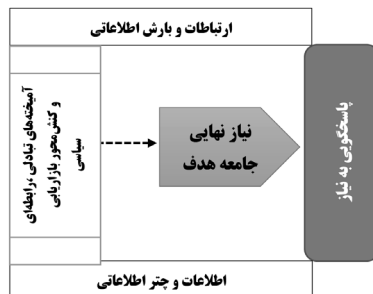 ارتباطات و بارش اطلاعاتی
پاسخگویی به نیاز
نیاز نهایی
جامعه هدف
آمیخته‌های تبادلی ،رابطه‌ای
و کنش‌محور بازاریابی
سیاسی
اطلاعات و چتر اطلاعاتی